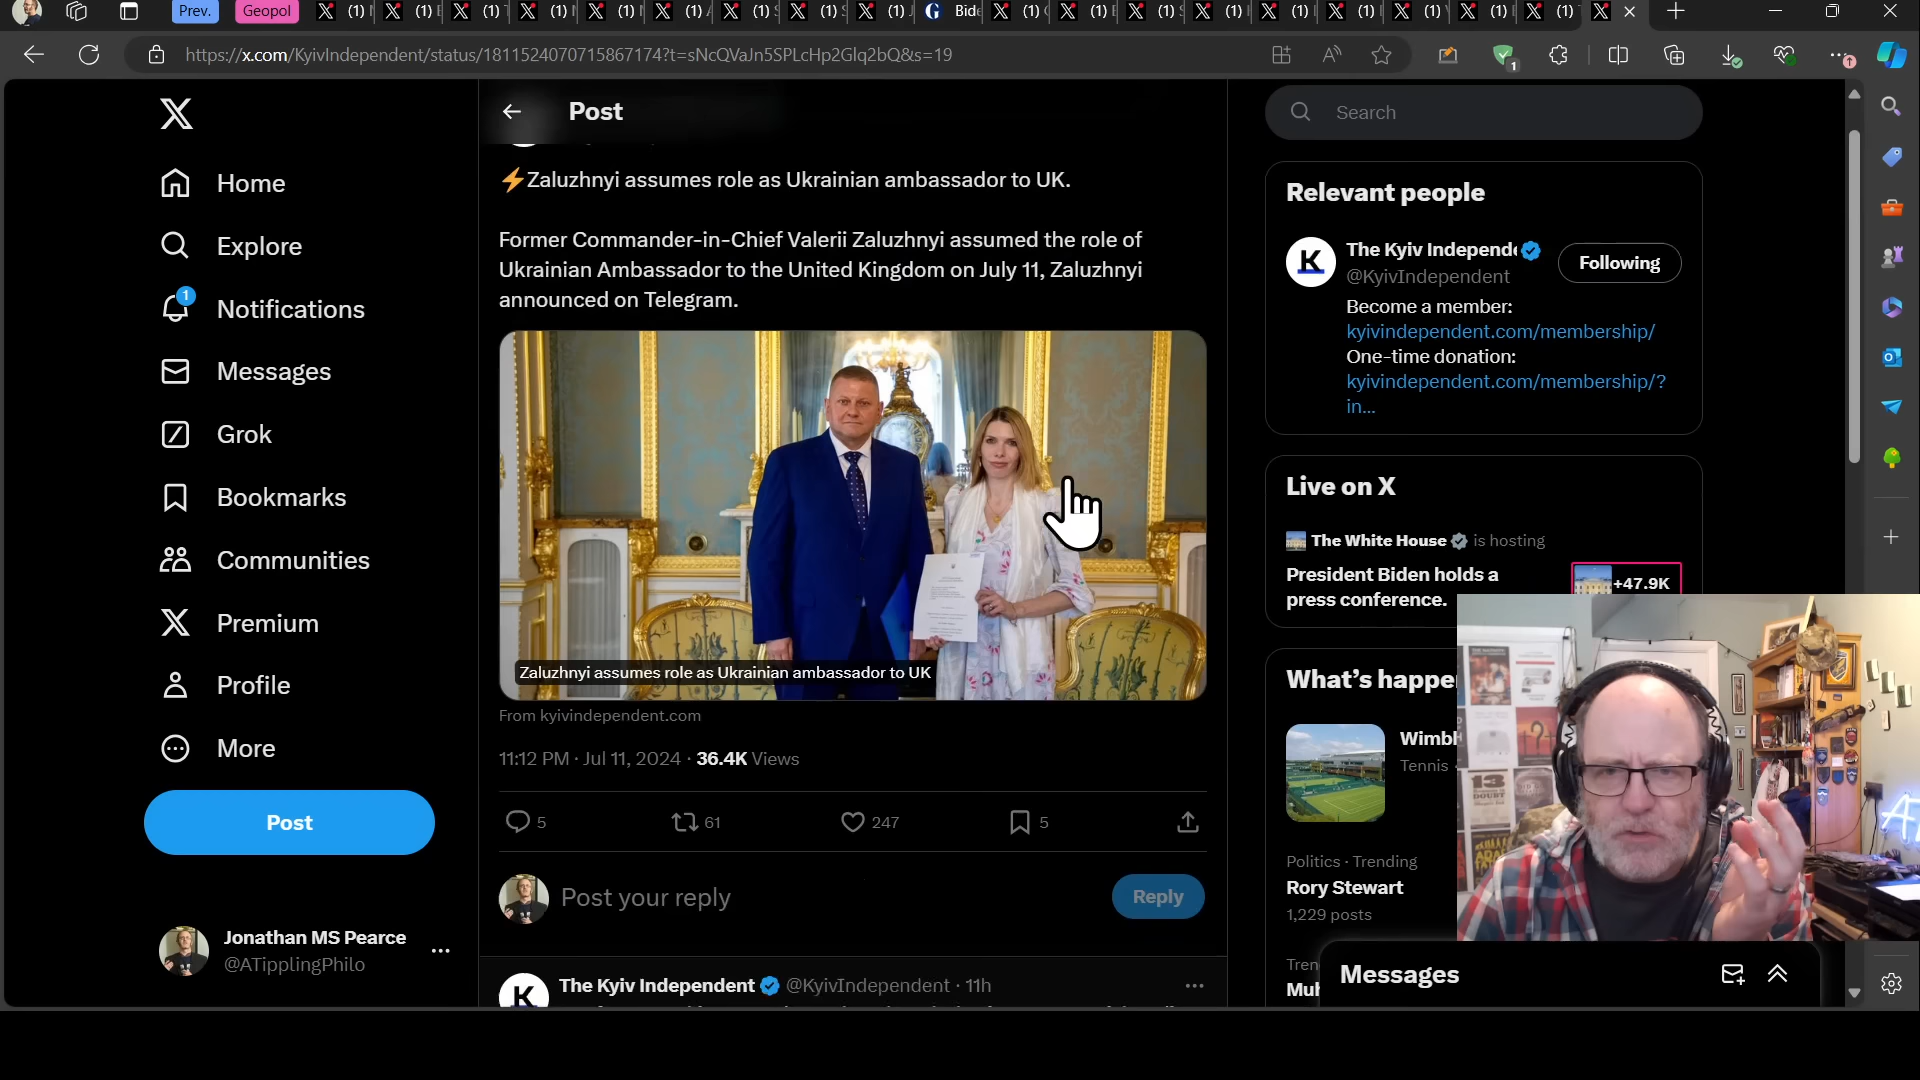 Prev.
Geopol
Bide
https://x.com/KyivIndependent/status/1811524070715867174?t=sNcQVaJn5SPLcHp2Glq2bQ&s=19
Home
Explore
1
Notifications
Messages
Grok
Bookmarks
Communities
Premium
Profile
More
Post
Jonathan MS Pearce
@ATipplingPhilo
Post
⚡Zaluzhnyi assumes role as Ukrainian ambassador to UK.
Former Commander-in-Chief Valerii Zaluzhnyi assumed the role of
Ukrainian Ambassador to the United Kingdom on July 11, Zaluzhnyi
announced on Telegram.
Zaluzhnyi assumes role as Ukrainian ambassador to UK
From kyivindependent.com
11:12 PM · Jul 11, 2024 · 36.4K Views
5
61
247
5
Post your reply
Reply
The Kyiv Independent @KyivIndependent · 11h
Search
Relevant people
The Kyiv Independ
@KyivIndependent
Following
Become a member:
kyivindependent.com/membership/
One-time donation:
kyivindependent.com/membership/?
in...
Live on X
The White House is hosting
President Biden holds a
press conference.
+47.9K
What's happe
Wimbl
Tennis
Politics · Trending
Rory Stewart
1,229 posts
Tren
Muh
Messages